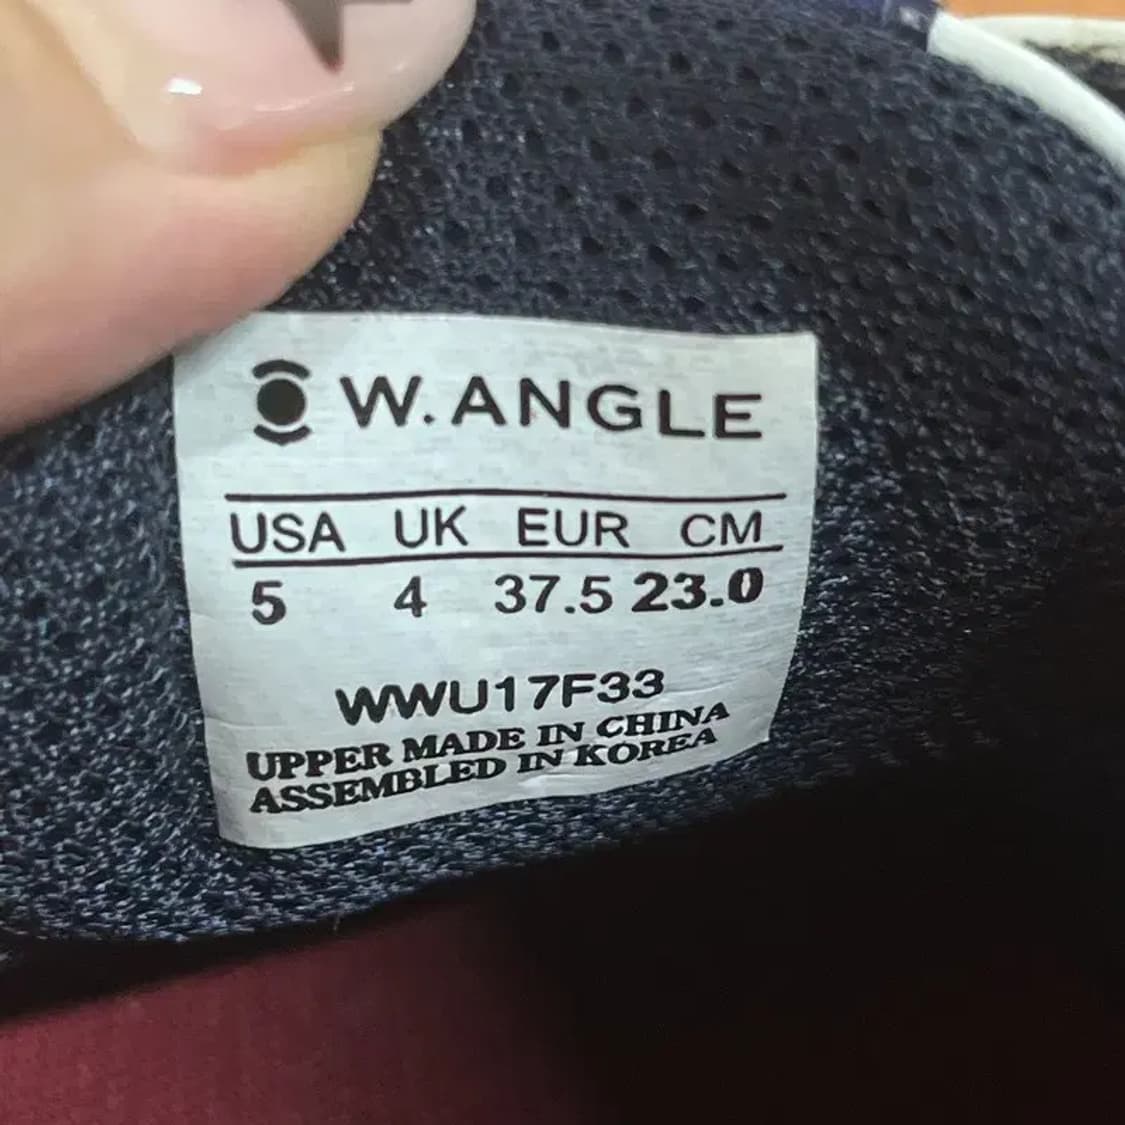 W.ANGLE
USA UK EUR CM
5 4 37.5 23.0
WWU17F33
UPPER MADE IN CHINA
ASSEMBLED IN KOREA